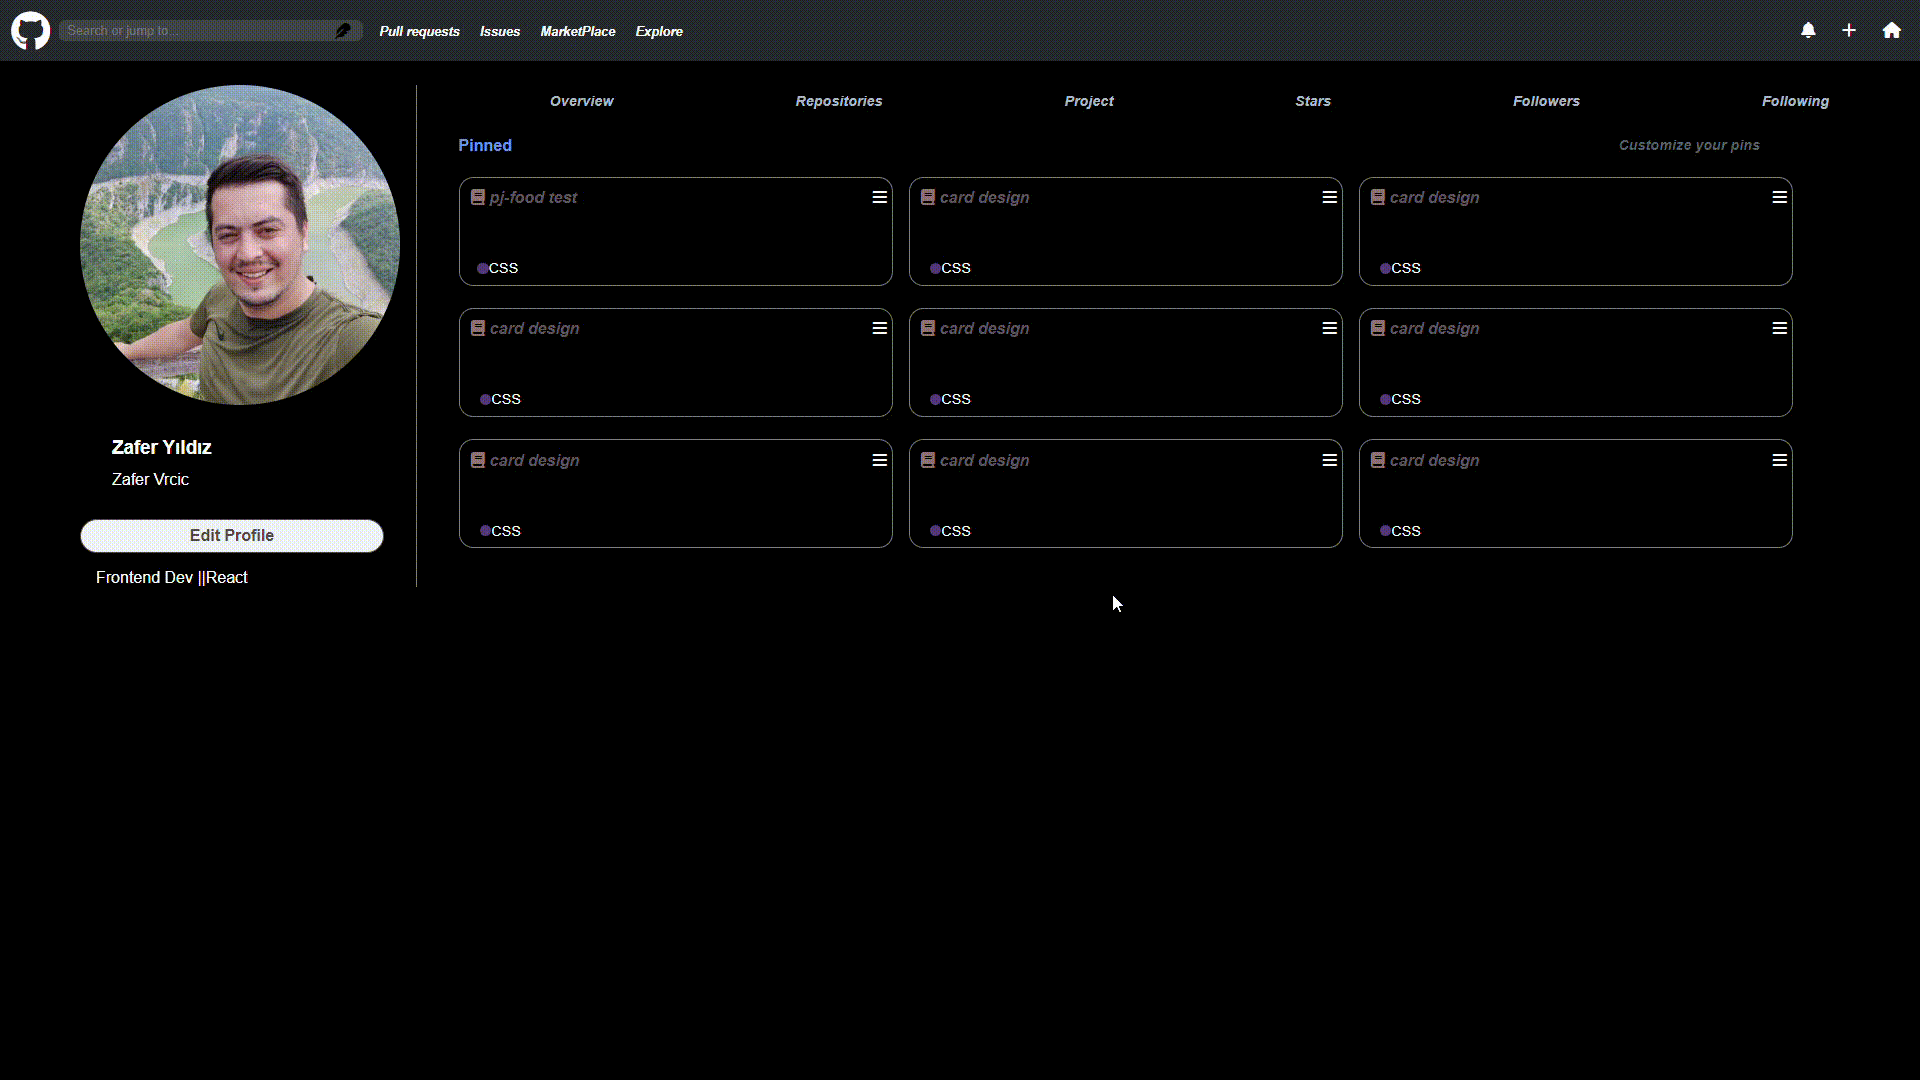 Search or jump to...
Pull requests Issues MarketPlace Explore
Overview Repositories Project Stars Followers Following
Pinned Customize your pins
pj-food test
CSS
card design
CSS
card design
CSS
card design
CSS
card design
CSS
card design
CSS
card design
CSS
card design
CSS
card design
CSS
Zafer Yıldız
Zafer Vrcic
Edit Profile
Frontend Dev ||React